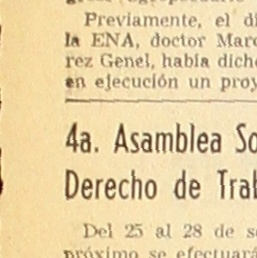 Previamente, el di
la ENA, doctor Marc
rez Genel, había dich
en ejecución un proy
4a. Asamblea So
Derecho de Trab
Del 25 al 28 de se
próximo se efectuará